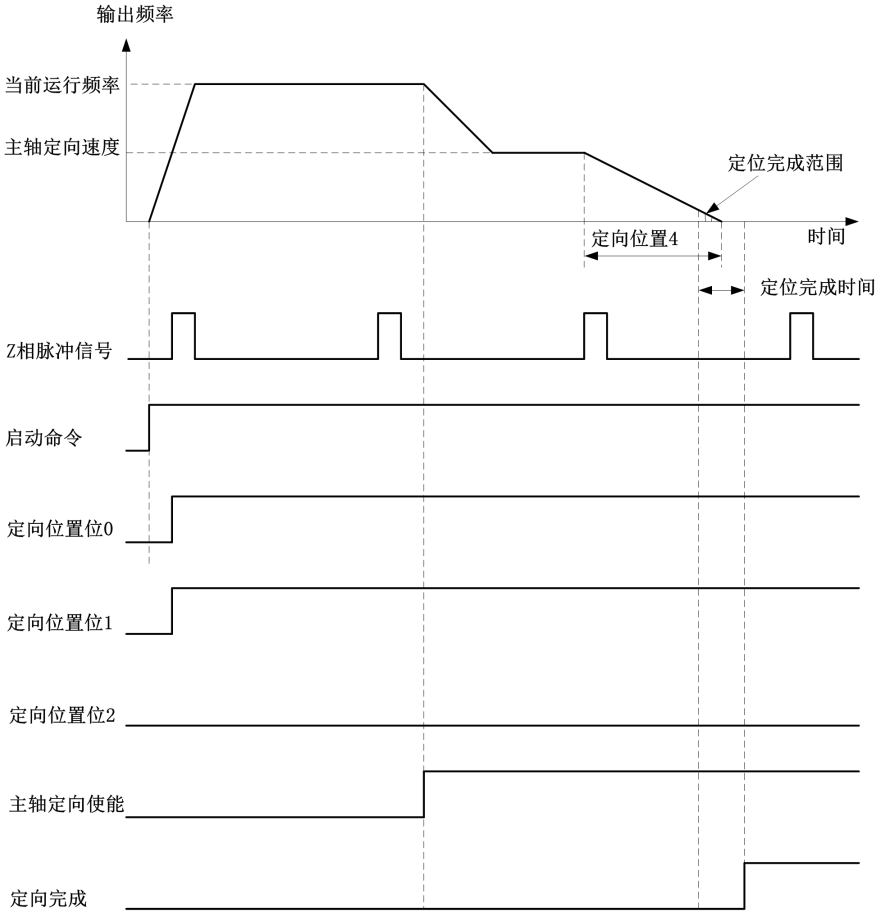 输出频率
当前运行频率
主轴定向速度
定位完成范围
时间
定向位置4
定位完成时间
Z相脉冲信号
启动命令
定向位置位0
定向位置位1
定向位置位2
主轴定向使能
定向完成